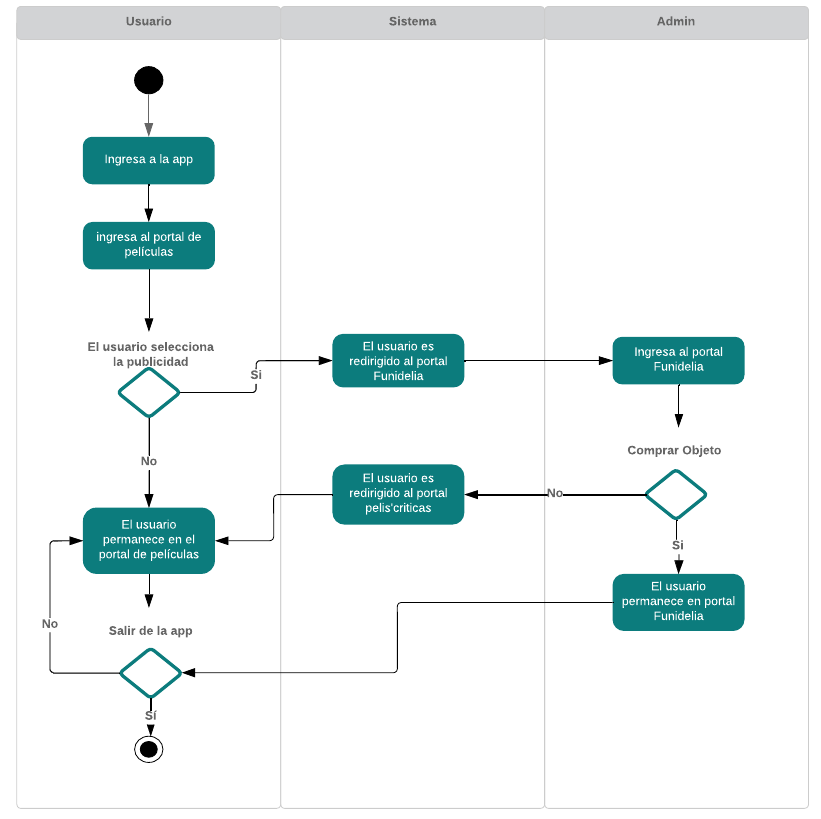 Usuario
Sistema
Admin
Ingresa a la app
ingresa al portal de
películas
El usuario selecciona
la publicidad
Si
El usuario es
redirigido al portal
Funidelia
Ingresa al portal
Funidelia
Comprar Objeto
No
El usuario es
redirigido al portal
pelis'criticas
No
El usuario
permanece en el
portal de películas
Si
El usuario
permanece en portal
Funidelia
No
Salir de la app
Sí